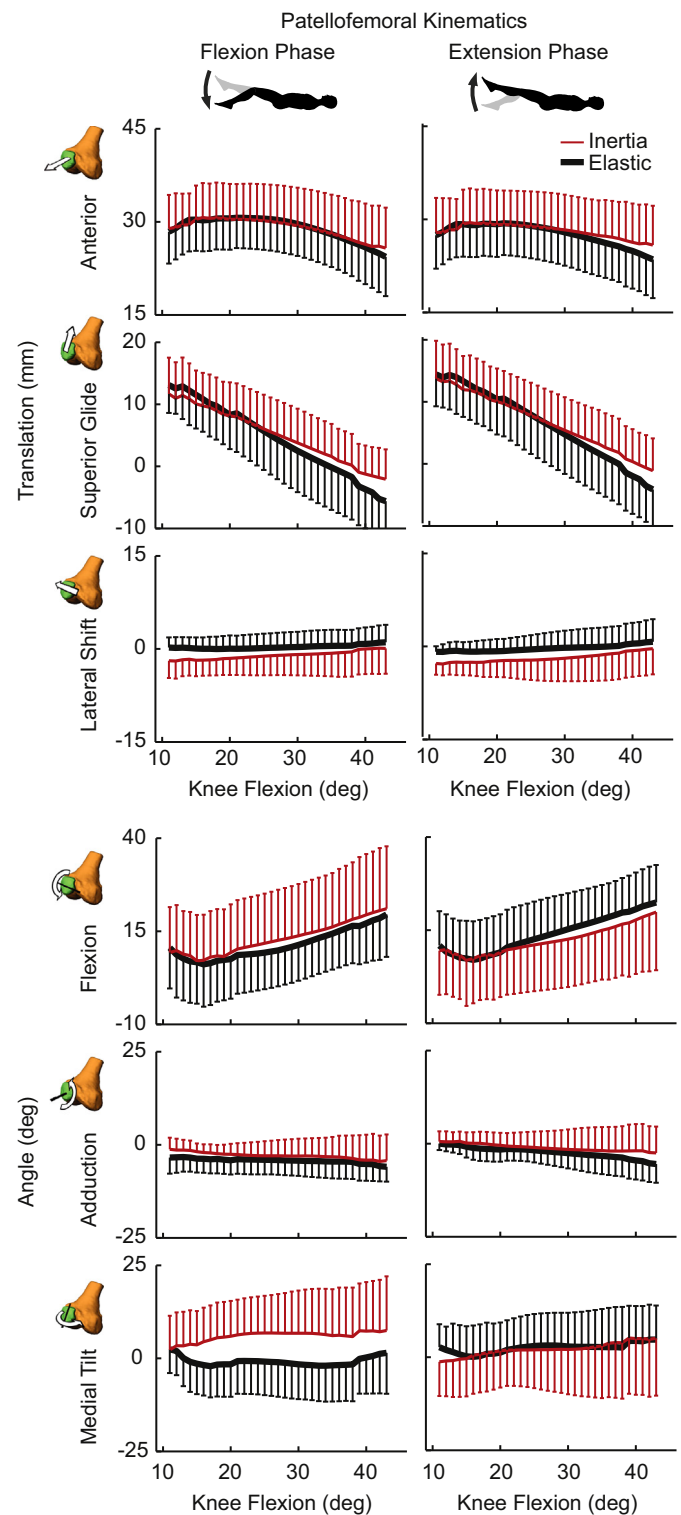 Patellofemoral Kinematics
Flexion Phase
Extension Phase
Inertia
Elastic
Translation (mm)
Anterior
45
30
15
Superior Glide
20
10
0
-10
Lateral Shift
15
0
-15
10 20 30 40
10 20 30 40
Knee Flexion (deg)
Knee Flexion (deg)
Angle (deg)
Flexion
40
15
-10
Adduction
25
0
-25
Medial Tilt
25
0
-25
10 20 30 40
10 20 30 40
Knee Flexion (deg)
Knee Flexion (deg)